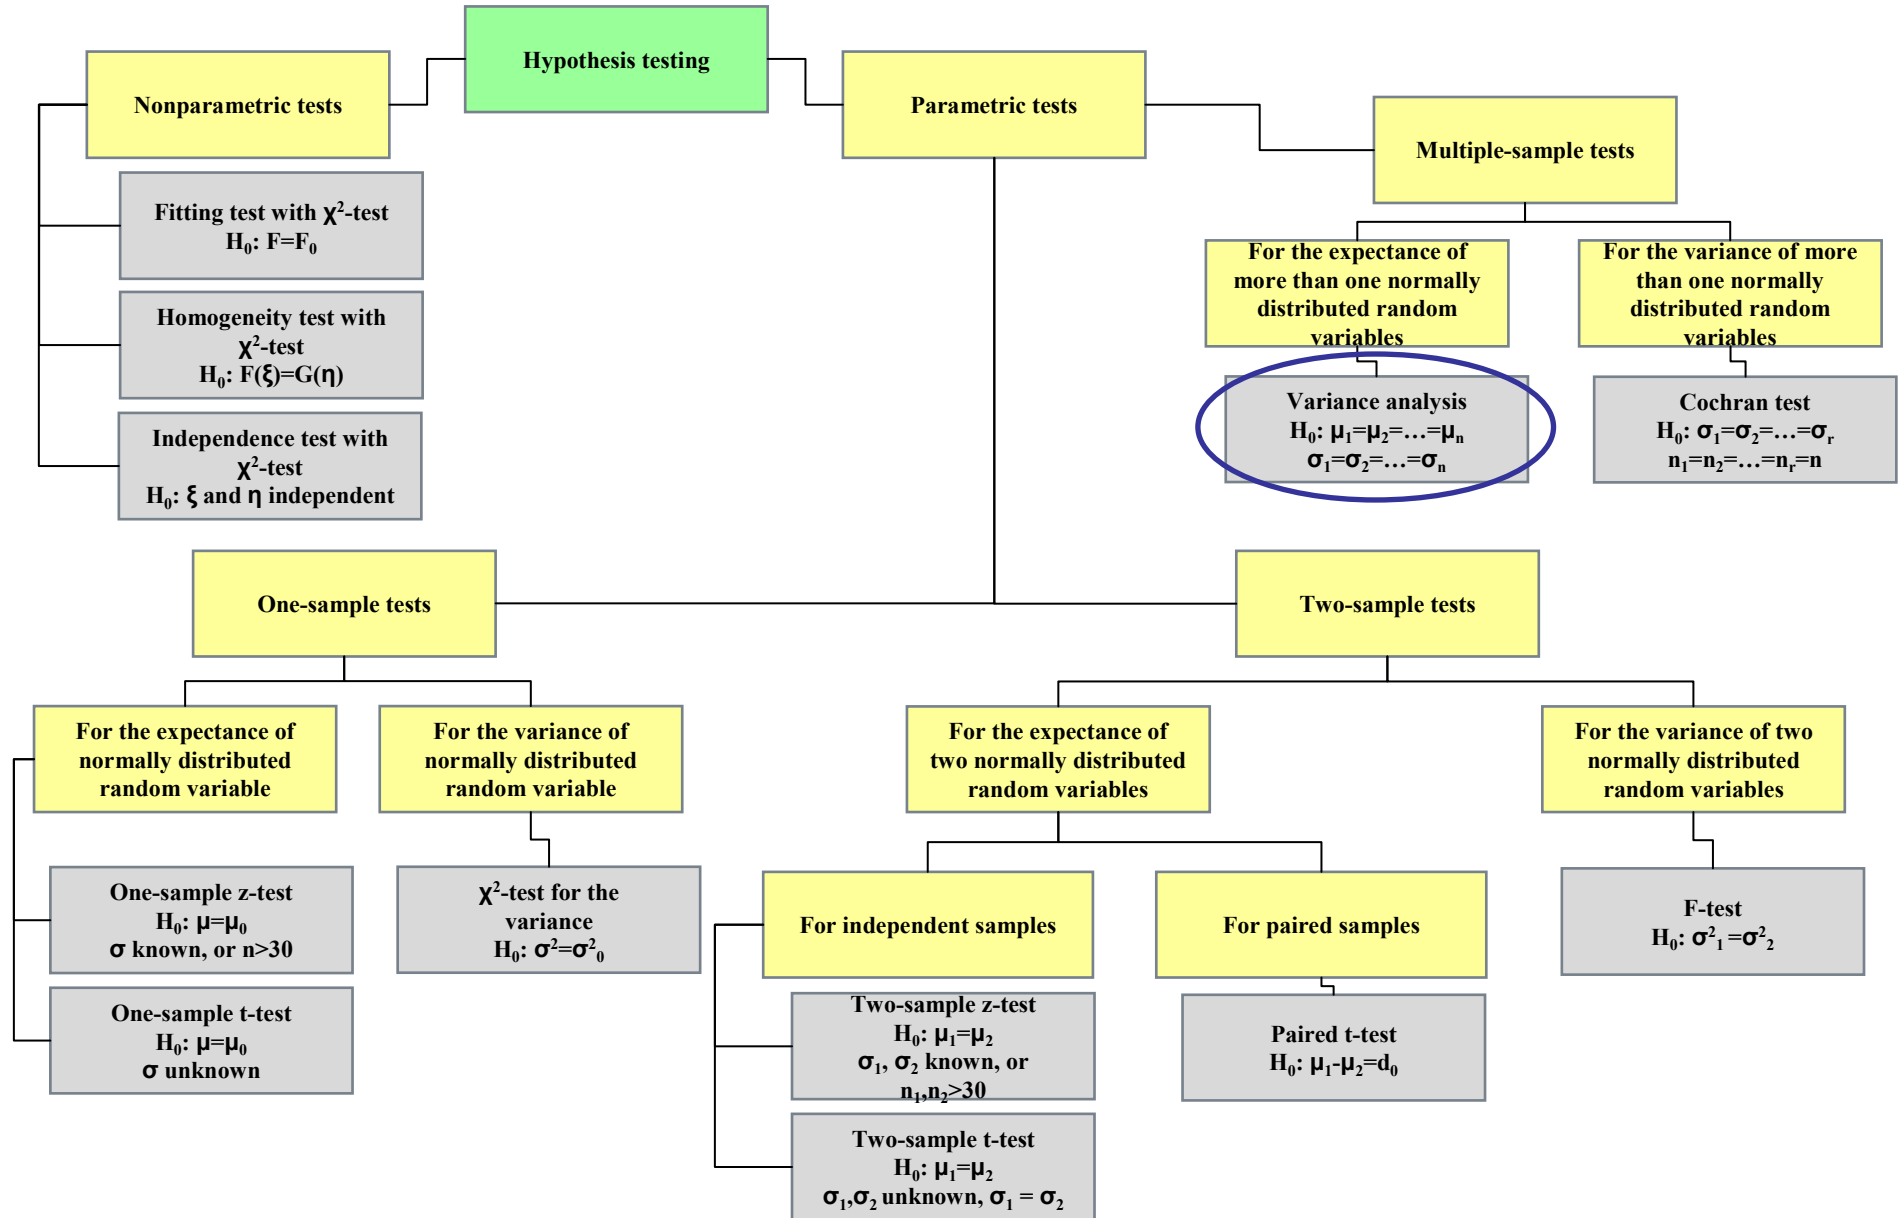 Hypothesis testing
Nonparametric tests
Parametric tests
Multiple-sample tests
Fitting test with χ²-test
H₀: F=F₀
Homogeneity test with
χ²-test
H₀: F(ξ)=G(η)
Independence test with
χ²-test
H₀: ξ and η independent
For the expectance of
more than one normally
distributed random
variables
For the variance of more
than one normally
distributed random
variables
Variance analysis
H₀: μ₁=μ₂=…=μₙ
σ₁=σ₂=…=σₙ
Cochran test
H₀: σ₁=σ₂=…=σᵣ
n₁=n₂=…=nᵣ=n
One-sample tests
Two-sample tests
For the expectance of
normally distributed
random variable
For the variance of
normally distributed
random variable
For the expectance of
two normally distributed
random variables
For the variance of two
normally distributed
random variables
One-sample z-test
H₀: μ=μ₀
σ known, or n>30
One-sample t-test
H₀: μ=μ₀
σ unknown
χ²-test for the
variance
H₀: σ²=σ²₀
For independent samples
For paired samples
Two-sample z-test
H₀: μ₁=μ₂
σ₁, σ₂ known, or
n₁,n₂>30
Two-sample t-test
H₀: μ₁=μ₂
σ₁,σ₂ unknown, σ₁ = σ₂
Paired t-test
H₀: μ₁-μ₂=d₀
F-test
H₀: σ²₁ =σ²₂